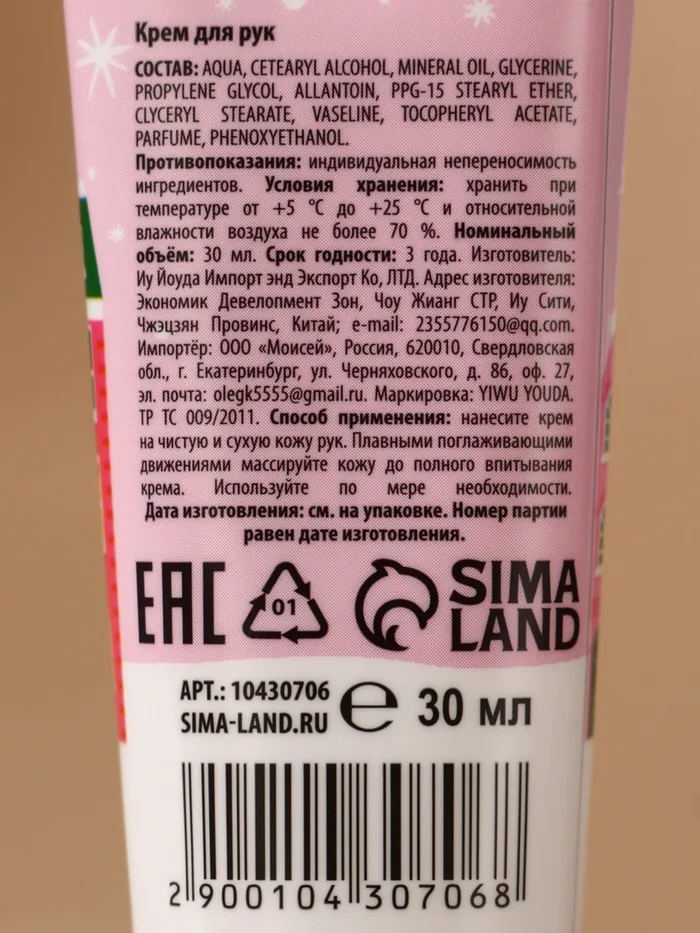 Крем для рук
СОСТАВ: AQUA, CETEARYL ALCOHOL, MINERAL OIL, GLYCERINE,
PROPYLENE GLYCOL, ALLANTOIN, PPG-15 STEARYL ETHER,
CLYCERYL STEARATE, VASELINE, TOCOPHERYL ACETATE,
PARFUME, PHENOXYETHANOL.
Противопоказания: индивидуальная непереносимость
ингредиентов. Условия хранения: хранить при
температуре от +5 °C до +25 °C и относительной
влажности воздуха не более 70 %. Номинальный
объём: 30 мл. Срок годности: 3 года. Изготовитель:
Иу Йоуда Импорт энд Экспорт Ко, ЛТД. Адрес изготовителя:
Экономик Девелопмент Зон, Чоу Жианг СТР, Иу Сити,
Чжэцзян Провинс, Китай; e-mail: 2355776150@qq.com.
Импортёр: ООО «Моисей», Россия, 620010, Свердловская
обл., г. Екатеринбург, ул. Черняховского, д. 86, оф. 27,
эл. почта: olegk5555@gmail.ru. Маркировка: YIWU YOUDA.
ТР ТС 009/2011. Способ применения: нанесите крем
на чистую и сухую кожу рук. Плавными поглаживающими
движениями массируйте кожу до полного впитывания
крема. Используйте по мере необходимости.
Дата изготовления: см. на упаковке. Номер партии
равен дате изготовления.
EAC 01 SIMA
LAND
АРТ.: 10430706
SIMA-LAND.RU
℮ 30 мл
2 900104 307068